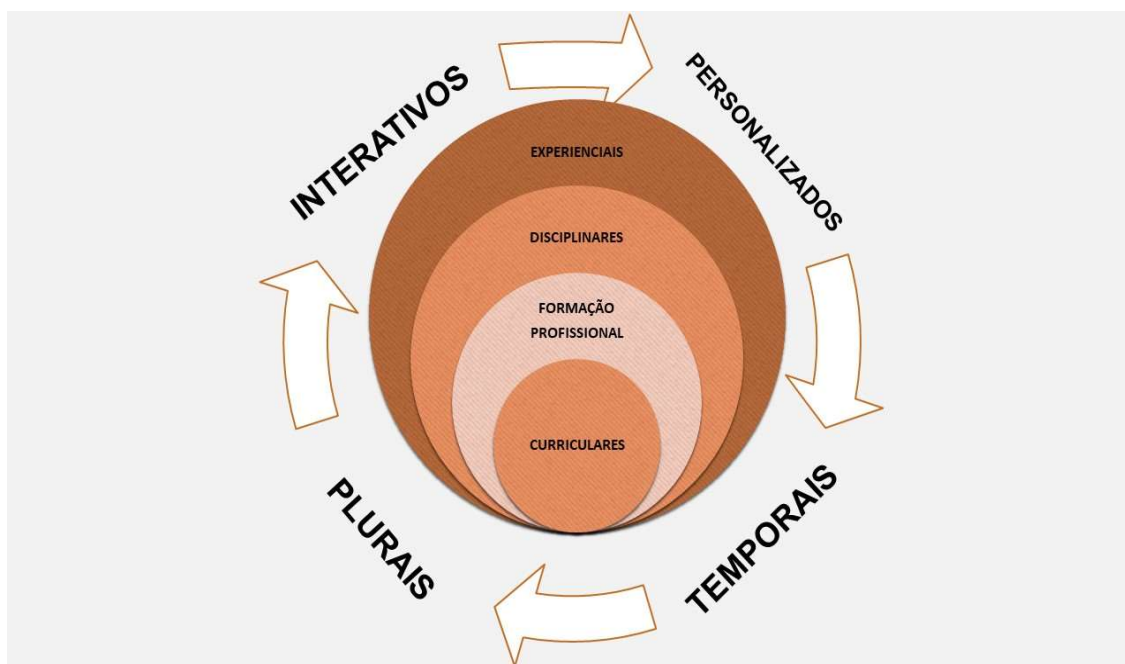 INTERATIVOS
PERSONALIZADOS
EXPERIENCIAIS
DISCIPLINARES
FORMAÇÃO
PROFISSIONAL
CURRICULARES
PLURAIS
TEMPORAIS